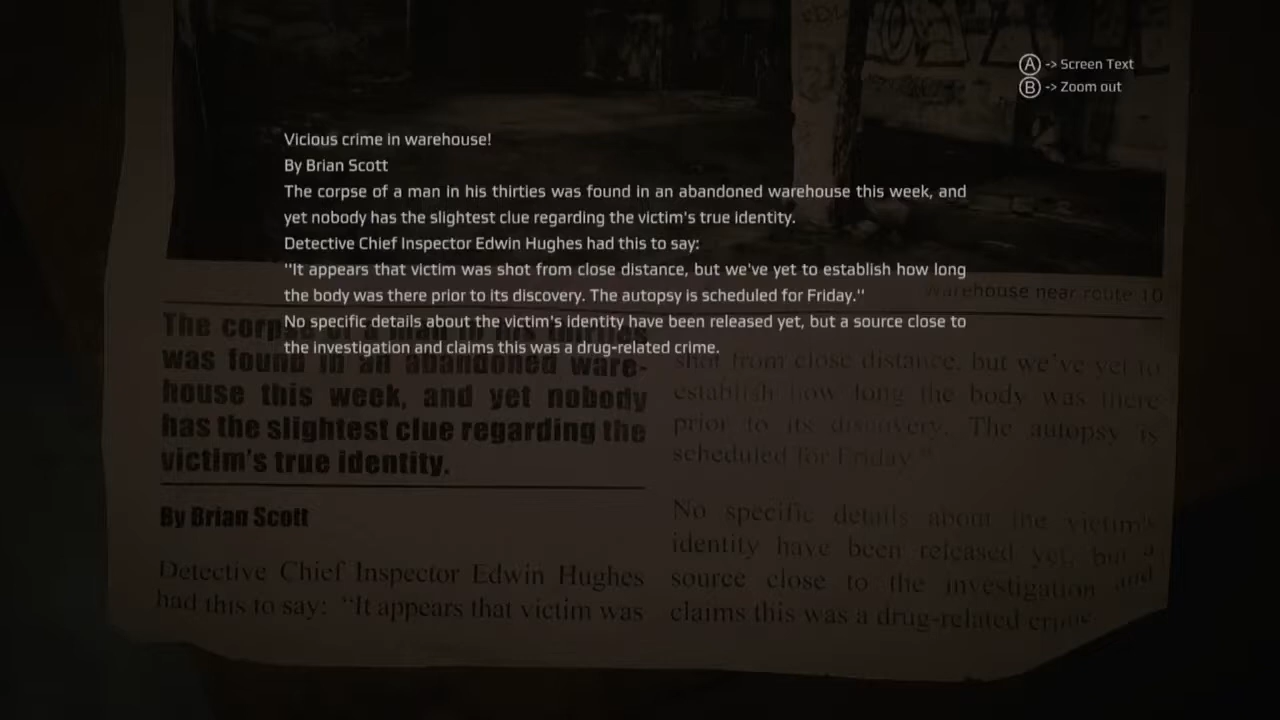 A -> Screen Text
B -> Zoom out
Vicious crime in warehouse!
By Brian Scott
The corpse of a man in his thirties was found in an abandoned warehouse this week, and
yet nobody has the slightest clue regarding the victim's true identity.
Detective Chief Inspector Edwin Hughes had this to say:
"It appears that victim was shot from close distance, but we've yet to establish how long
the body was there prior to its discovery. The autopsy is scheduled for Friday."
No specific details about the victim's identity have been released yet, but a source close to
the investigation and claims this was a drug-related crime.
Warehouse near route 10
The corpse of a man in his thirties
was found in an abandoned ware-
house this week, and yet nobody
has the slightest clue regarding the
victim's true identity.
By Brian Scott
Detective Chief Inspector Edwin Hughes
had this to say: "It appears that victim was
shot from close distance, but we've yet to
establish how long the body was there
prior to its discovery. The autopsy is
scheduled for Friday."
No specific details about the victim's
identity have been released yet, but a
source close to the investigation and
claims this was a drug-related crime